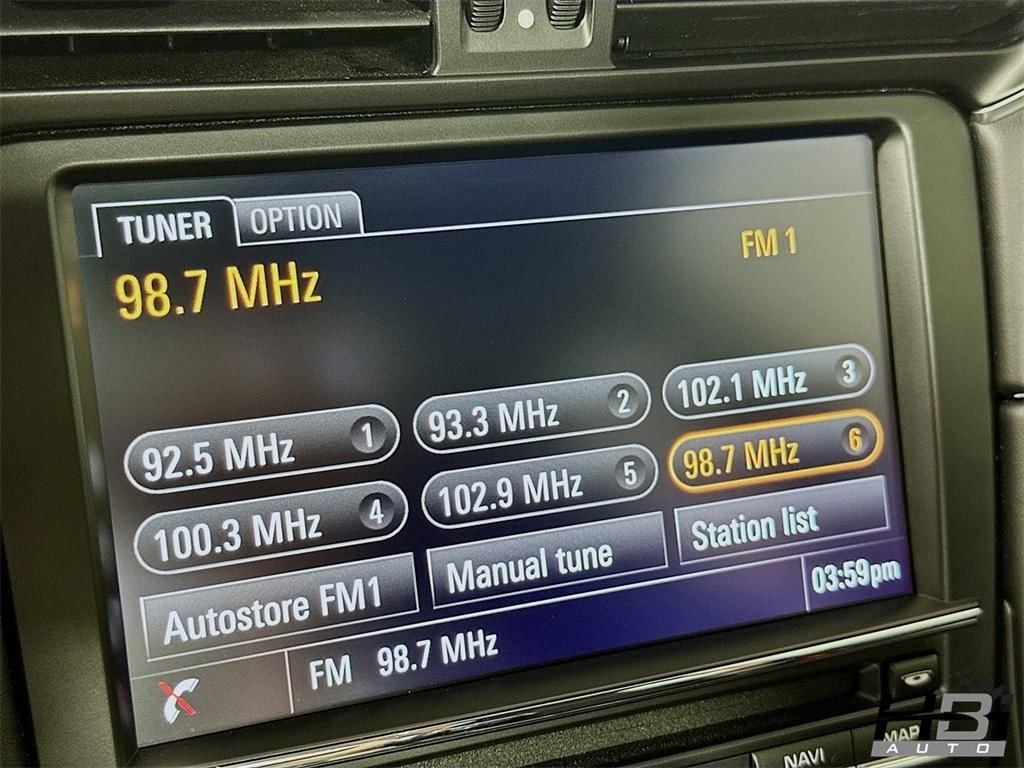 TUNER OPTION
FM 1
98.7 MHz
92.5 MHz 1
93.3 MHz 2
102.1 MHz 3
100.3 MHz 4
102.9 MHz 5
98.7 MHz 6
Autostore FM1
Manual tune
Station list
FM 98.7 MHz
03:59pm
NAVI
MAP
HB
AUTO